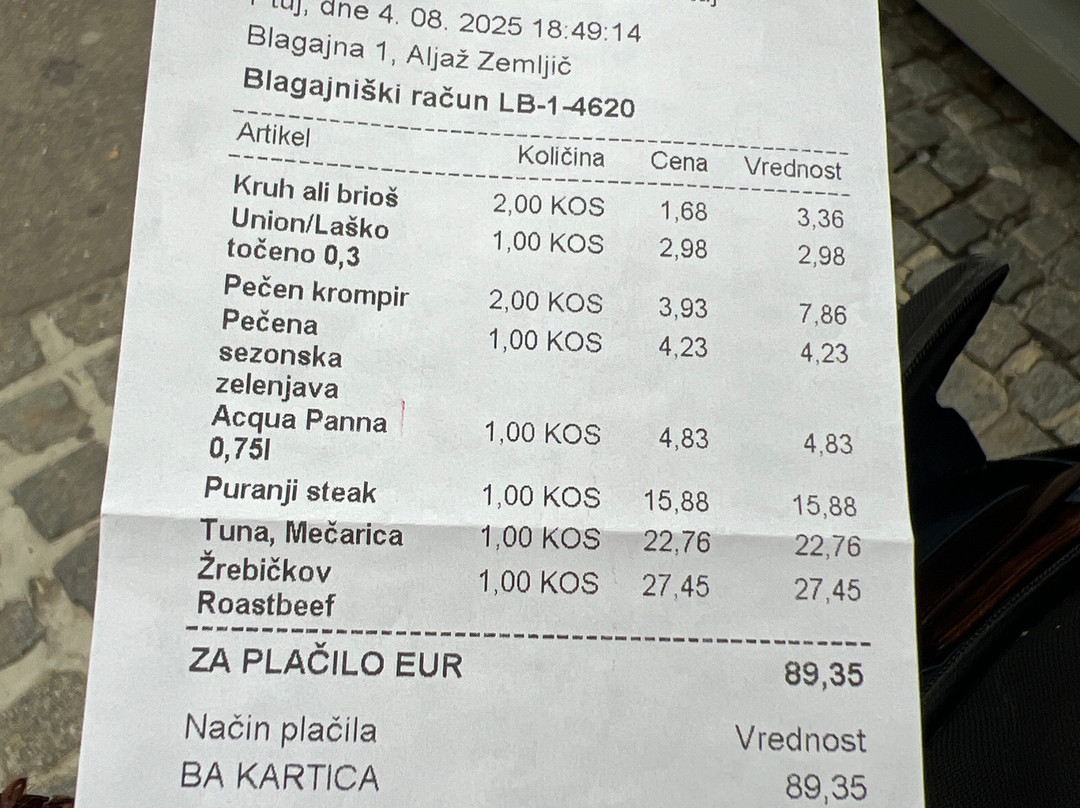 dne 4. 08. 2025 18:49:14
Blagajna 1, Aljaž Zemljič
Blagajniški račun LB-1-4620
Artikel Količina Cena Vrednost
Kruh ali brioš 2,00 KOS 1,68 3,36
Union/Laško 1,00 KOS 2,98 2,98
točeno 0,3
Pečen krompir 2,00 KOS 3,93 7,86
Pečena 1,00 KOS 4,23 4,23
sezonska
zelenjava
Acqua Panna 1,00 KOS 4,83 4,83
0,75l
Puranji steak 1,00 KOS 15,88 15,88
Tuna, Mečarica 1,00 KOS 22,76 22,76
Žrebičkov 1,00 KOS 27,45 27,45
Roastbeef
ZA PLAČILO EUR 89,35
Način plačila Vrednost
BA KARTICA 89,35